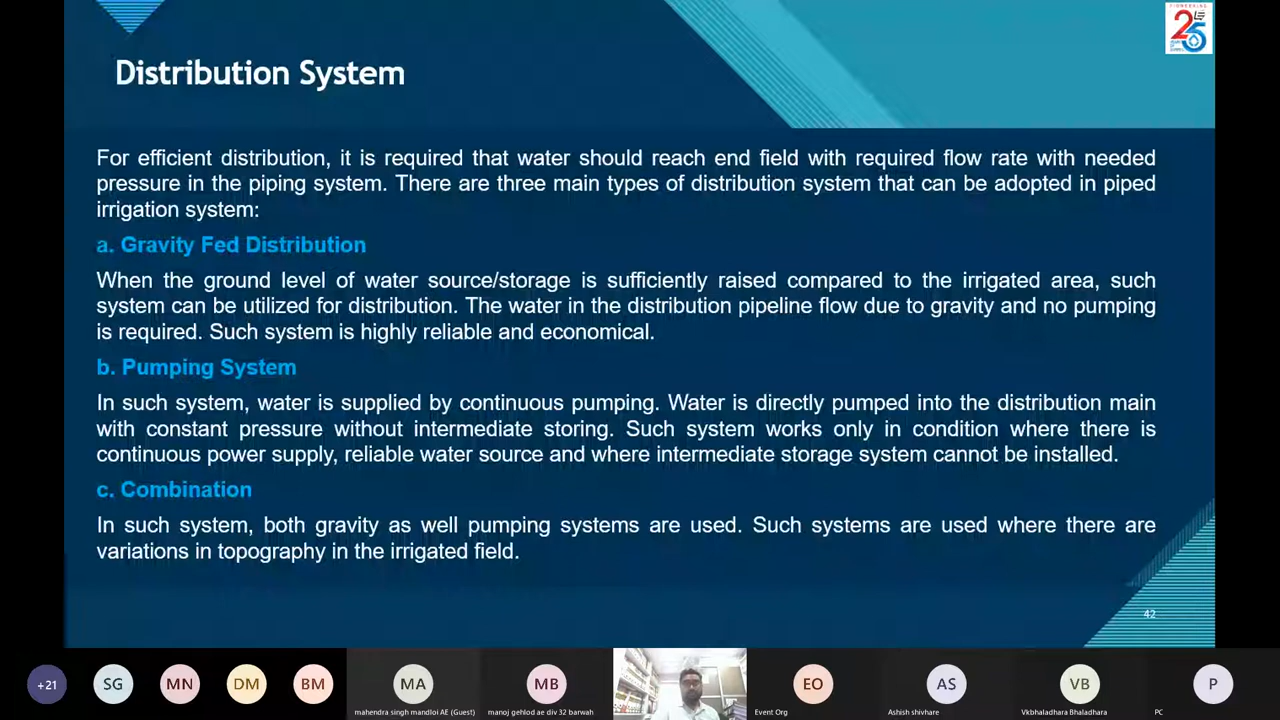 PIONEERING
25
Distribution System
For efficient distribution, it is required that water should reach end field with required flow rate with needed
pressure in the piping system. There are three main types of distribution system that can be adopted in piped
irrigation system:
a. Gravity Fed Distribution
When the ground level of water source/storage is sufficiently raised compared to the irrigated area, such
system can be utilized for distribution. The water in the distribution pipeline flow due to gravity and no pumping
is required. Such system is highly reliable and economical.
b. Pumping System
In such system, water is supplied by continuous pumping. Water is directly pumped into the distribution main
with constant pressure without intermediate storing. Such system works only in condition where there is
continuous power supply, reliable water source and where intermediate storage system cannot be installed.
c. Combination
In such system, both gravity as well pumping systems are used. Such systems are used where there are
variations in topography in the irrigated field.
42
+21 SG MN DM BM MA MB EO AS VB P
mahendra singh mandloi AE (Guest) manoj gehlod ae div 32 barwah Event Org Ashish shivhare Vkbhaladhara Bhaladhara PC